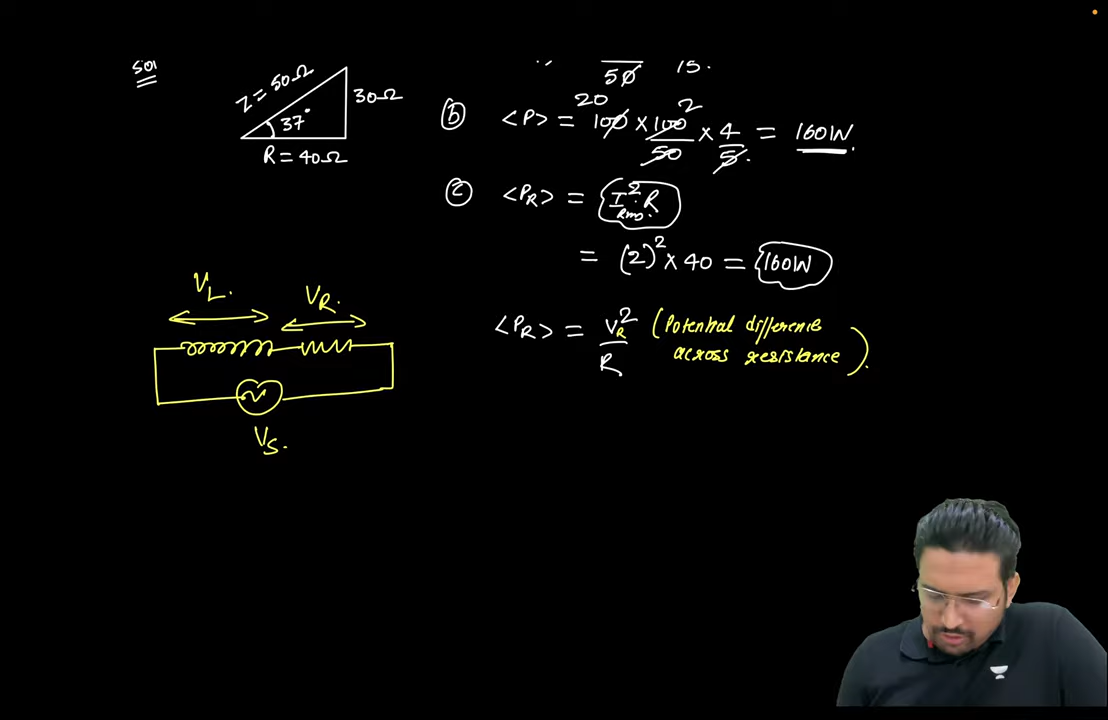 Sol
Z = 50Ω
30Ω
37°
R = 40Ω
50 15.
(b) <P> = 100 × 100/50 × 4/5 = 160W.
20 2
(c) <P_R> = I²_Rms. R
= (2)² × 40 = 160W
<P_R> = V_R²/R (Potential difference
across resistance).
V_L.
V_R.
V_S.